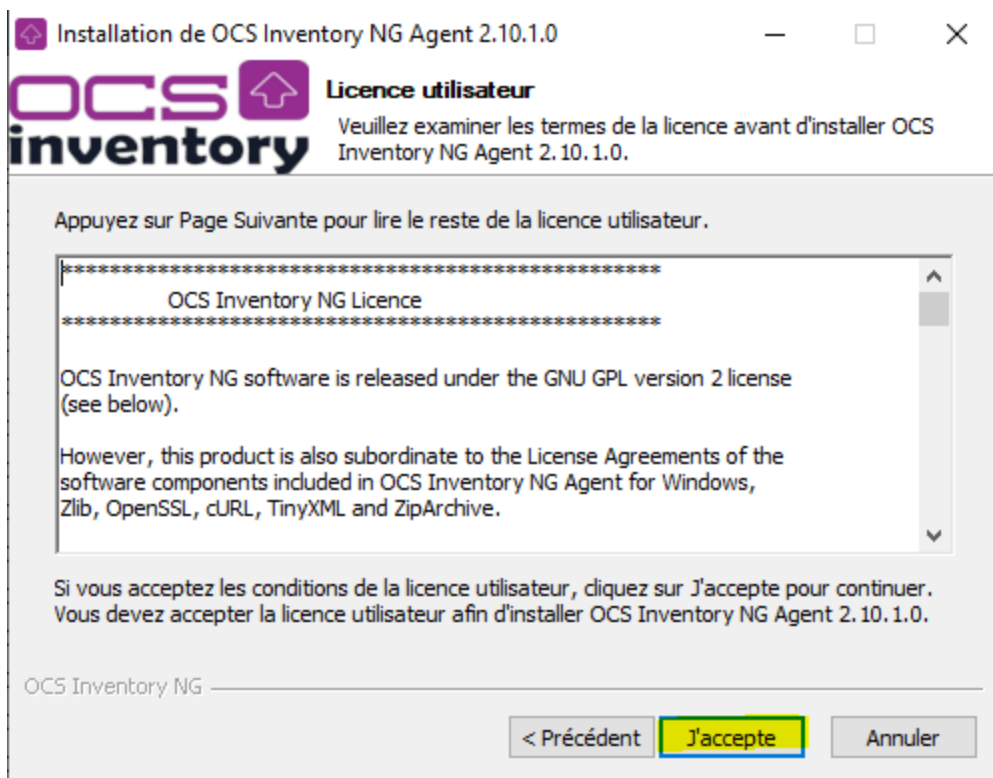 Installation de OCS Inventory NG Agent 2.10.1.0
OCS
inventory
Licence utilisateur
Veuillez examiner les termes de la licence avant d'installer OCS
Inventory NG Agent 2.10.1.0.
Appuyez sur Page Suivante pour lire le reste de la licence utilisateur.
**************************************************
OCS Inventory NG Licence
**************************************************
OCS Inventory NG software is released under the GNU GPL version 2 license
(see below).
However, this product is also subordinate to the License Agreements of the
software components included in OCS Inventory NG Agent for Windows,
Zlib, OpenSSL, cURL, TinyXML and ZipArchive.
Si vous acceptez les conditions de la licence utilisateur, cliquez sur J'accepte pour continuer.
Vous devez accepter la licence utilisateur afin d'installer OCS Inventory NG Agent 2.10.1.0.
OCS Inventory NG
< Précédent J'accepte Annuler